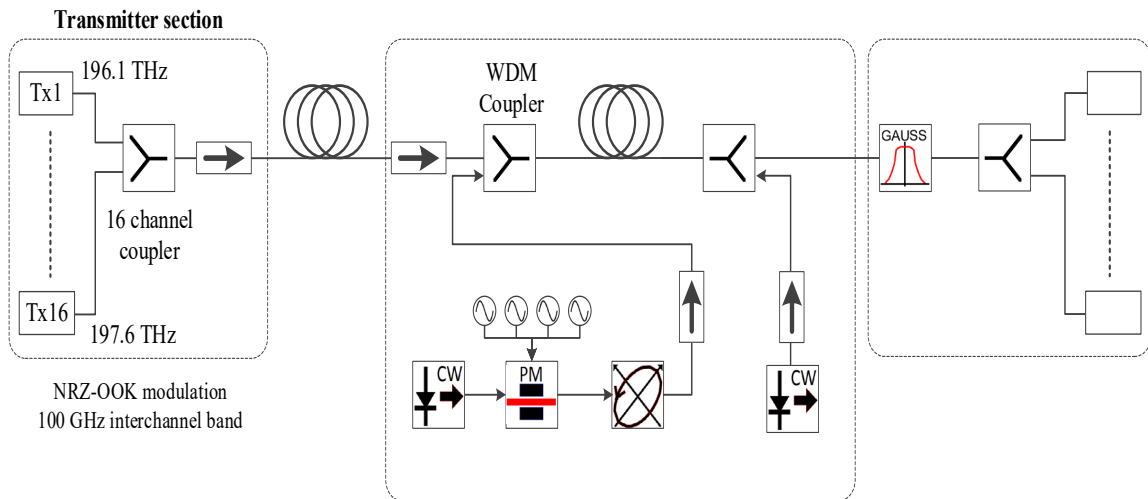 Transmitter section
196.1 THz
Tx1
16 channel
coupler
Tx16
197.6 THz
NRZ-OOK modulation
100 GHz interchannel band
WDM
Coupler
CW
PM
CW
GAUSS